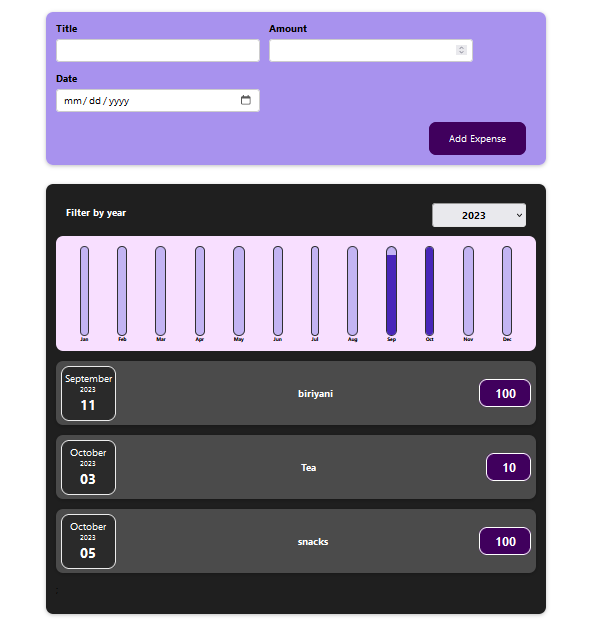 Title Amount
Date
mm/dd/yyyy
Add Expense
Filter by year 2023
Jan Feb Mar Apr May Jun Jul Aug Sep Oct Nov Dec
September
2023
11
biriyani
100
October
2023
03
Tea
10
October
2023
05
snacks
100